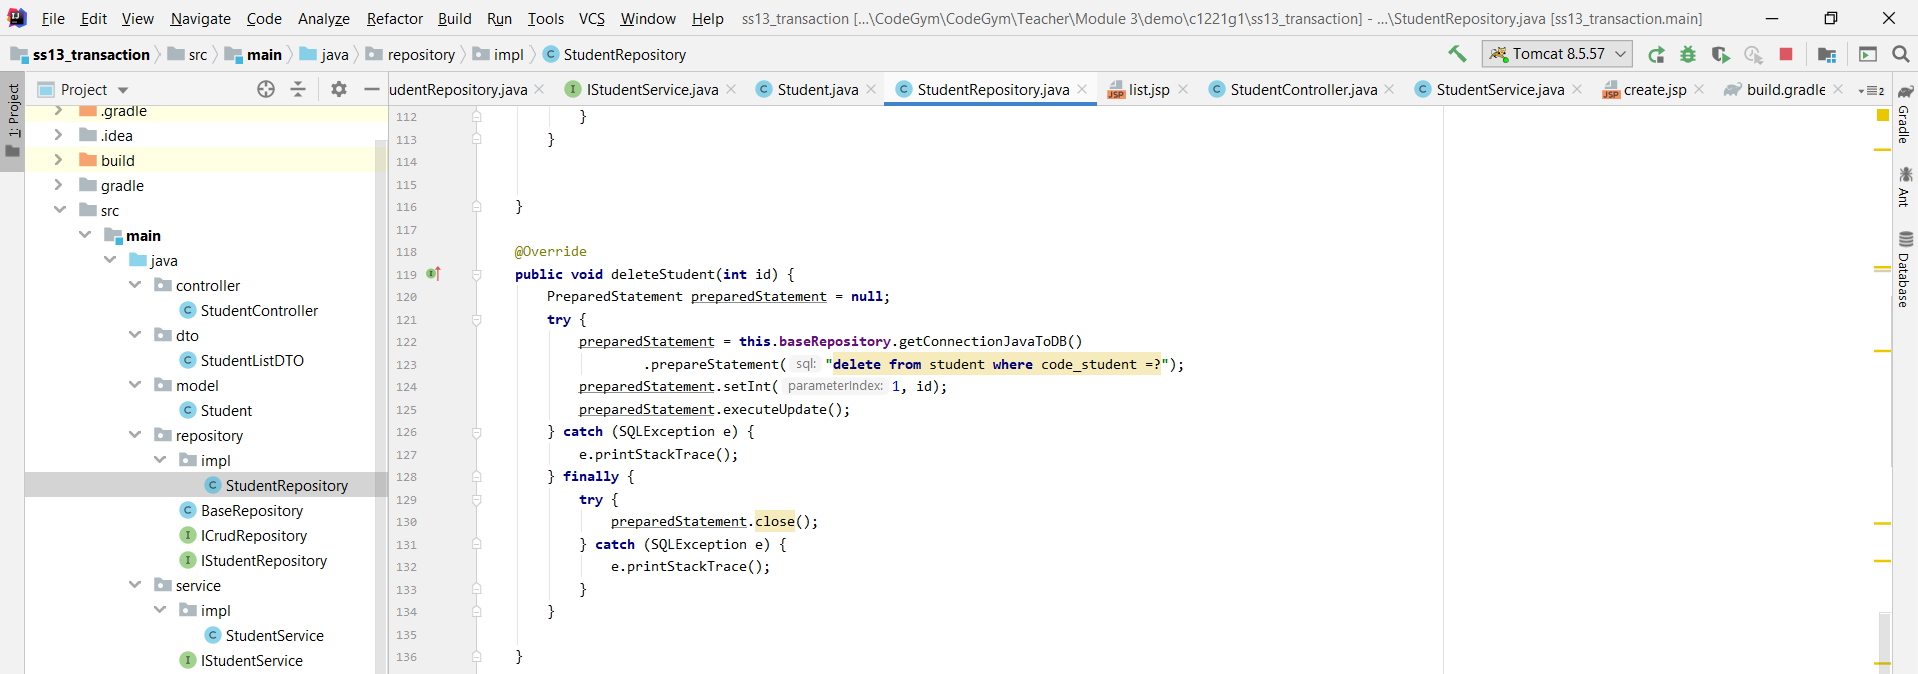 File Edit View Navigate Code Analyze Refactor Build Run Tools VCS Window Help ss13_transaction [...\CodeGym\CodeGym\Teacher\Module 3\demo\c1221g1\ss13_transaction] - ...\StudentRepository.java [ss13_transaction.main]
ss13_transaction src main java repository impl StudentRepository Tomcat 8.5.57
Project udentRepository.java IStudentService.java Student.java StudentRepository.java list.jsp StudentController.java StudentService.java create.jsp build.gradle 2
1: Project
.gradle
.idea
build
gradle
src
main
java
controller
StudentController
dto
StudentListDTO
model
Student
repository
impl
StudentRepository
BaseRepository
ICrudRepository
IStudentRepository
service
impl
StudentService
IStudentService
112 }
113 }
114
115
116 }
117
118 @Override
119 public void deleteStudent(int id) {
120 PreparedStatement preparedStatement = null;
121 try {
122 preparedStatement = this.baseRepository.getConnectionJavaToDB()
123 .prepareStatement( sql: "delete from student where code_student =?");
124 preparedStatement.setInt( parameterIndex: 1, id);
125 preparedStatement.executeUpdate();
126 } catch (SQLException e) {
127 e.printStackTrace();
128 } finally {
129 try {
130 preparedStatement.close();
131 } catch (SQLException e) {
132 e.printStackTrace();
133 }
134 }
135
136 }
Gradle
Ant
Database